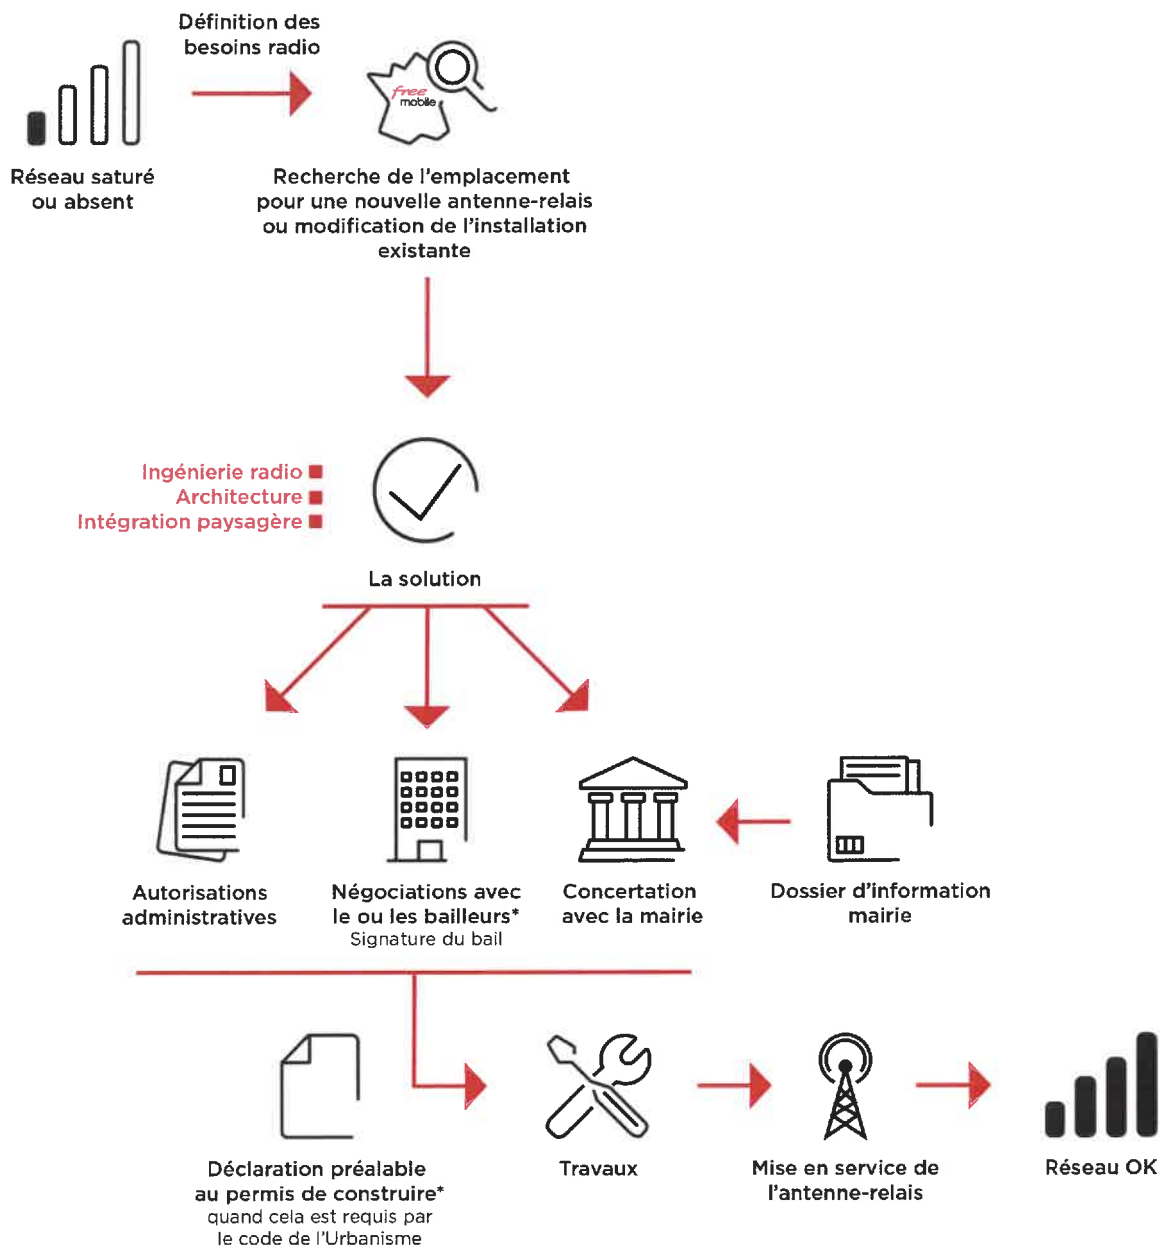 Définition des
besoins radio
free
mobile
Réseau saturé
ou absent
Recherche de l'emplacement
pour une nouvelle antenne-relais
ou modification de l'installation
existante
Ingénierie radio
Architecture
Intégration paysagère
La solution
Autorisations
administratives
Négociations avec
le ou les bailleurs*
Signature du bail
Concertation
avec la mairie
Dossier d'information
mairie
Déclaration préalable
au permis de construire*
quand cela est requis par
le code de l'Urbanisme
Travaux
Mise en service de
l'antenne-relais
Réseau OK